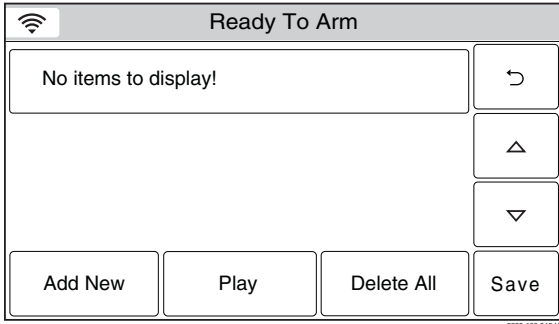 Ready To Arm
No items to display!
Add New
Play
Delete All
Save